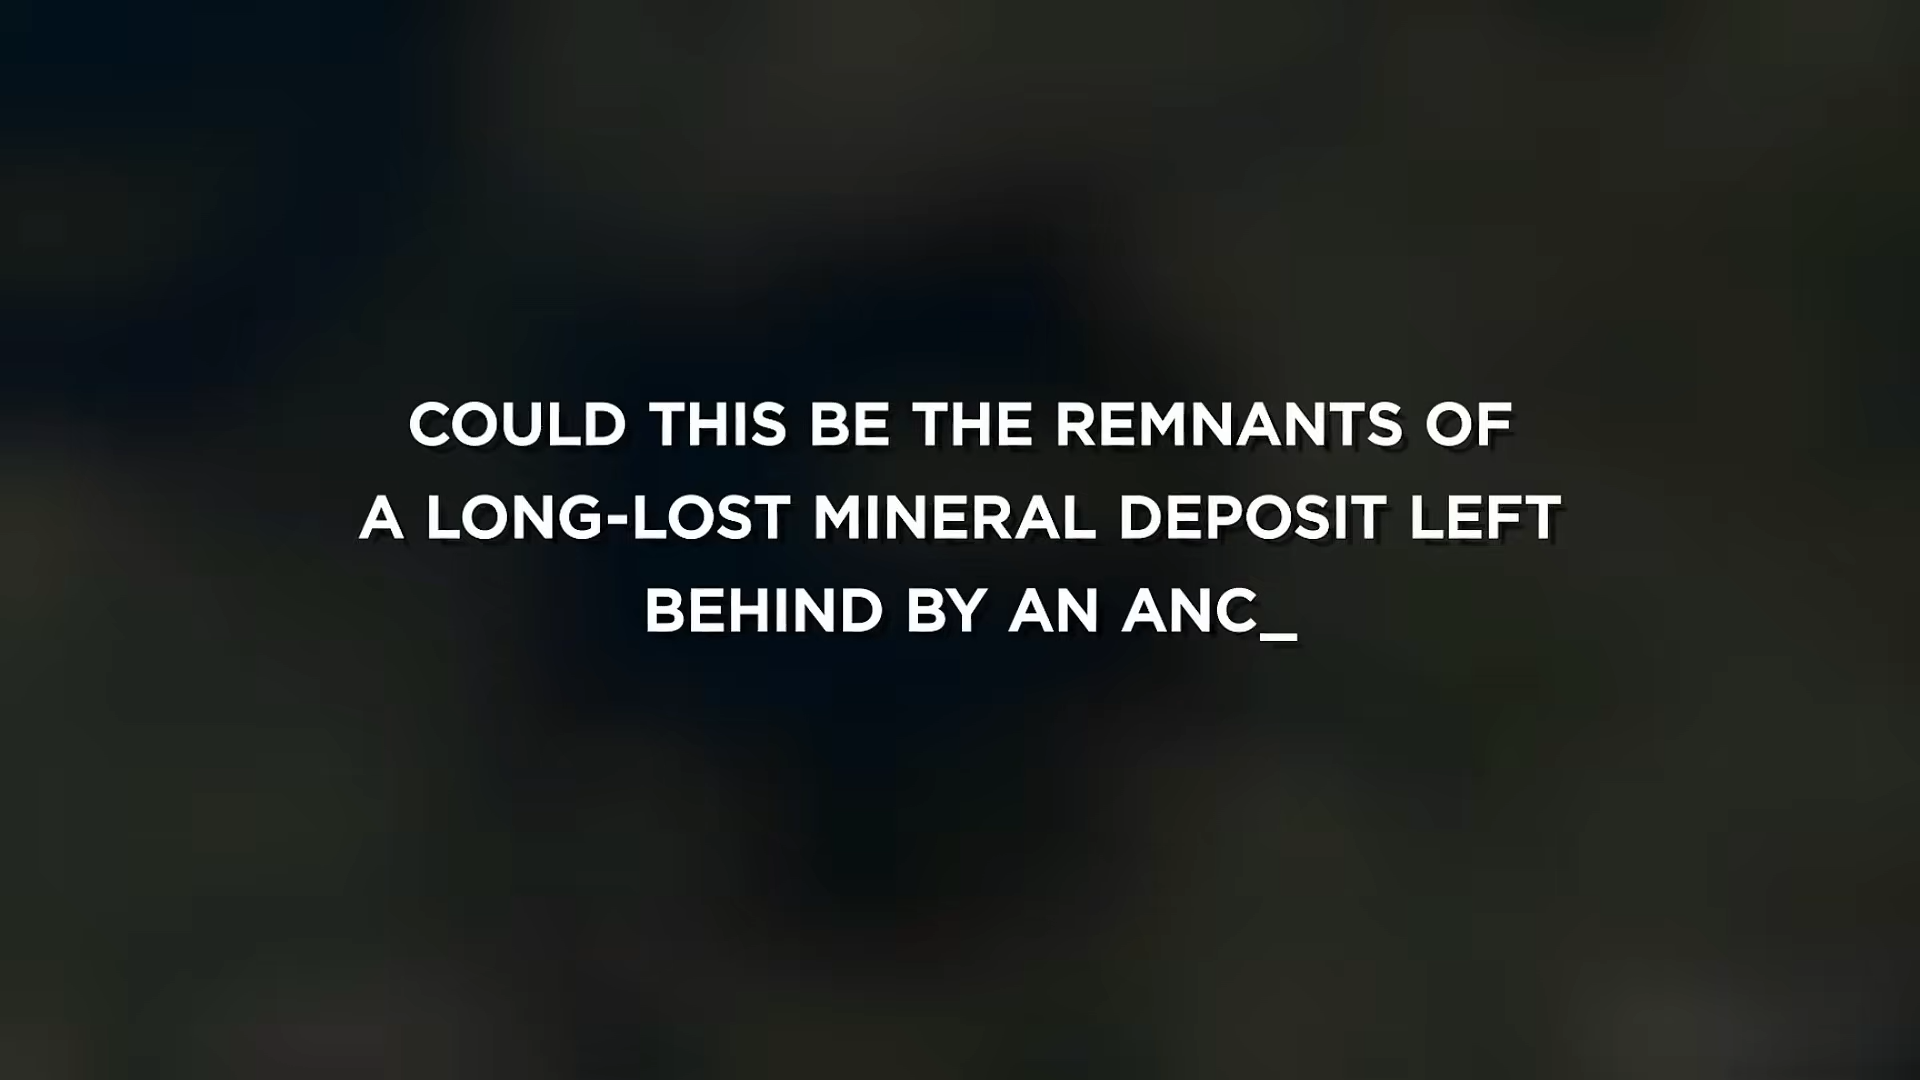 COULD THIS BE THE REMNANTS OF
A LONG-LOST MINERAL DEPOSIT LEFT
BEHIND BY AN ANC_